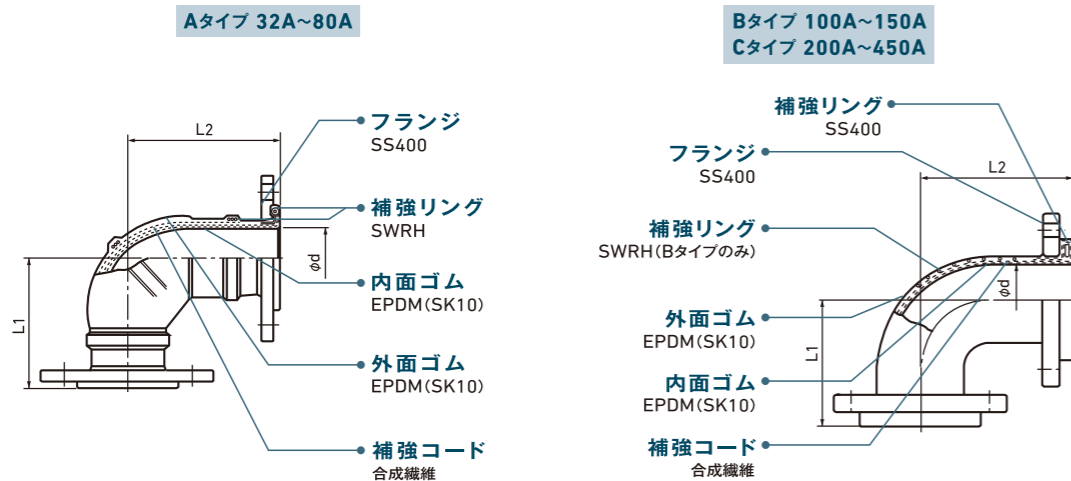 Aタイプ 32A～80A
L2
フランジ
SS400
補強リング
SWRH
φd
内面ゴム
EPDM(SK10)
L1
外面ゴム
EPDM(SK10)
補強コード
合成繊維
Bタイプ 100A～150A
Cタイプ 200A～450A
補強リング
SS400
フランジ
SS400
L2
補強リング
SWRH(Bタイプのみ)
φd
外面ゴム
EPDM(SK10)
L1
内面ゴム
EPDM(SK10)
補強コード
合成繊維